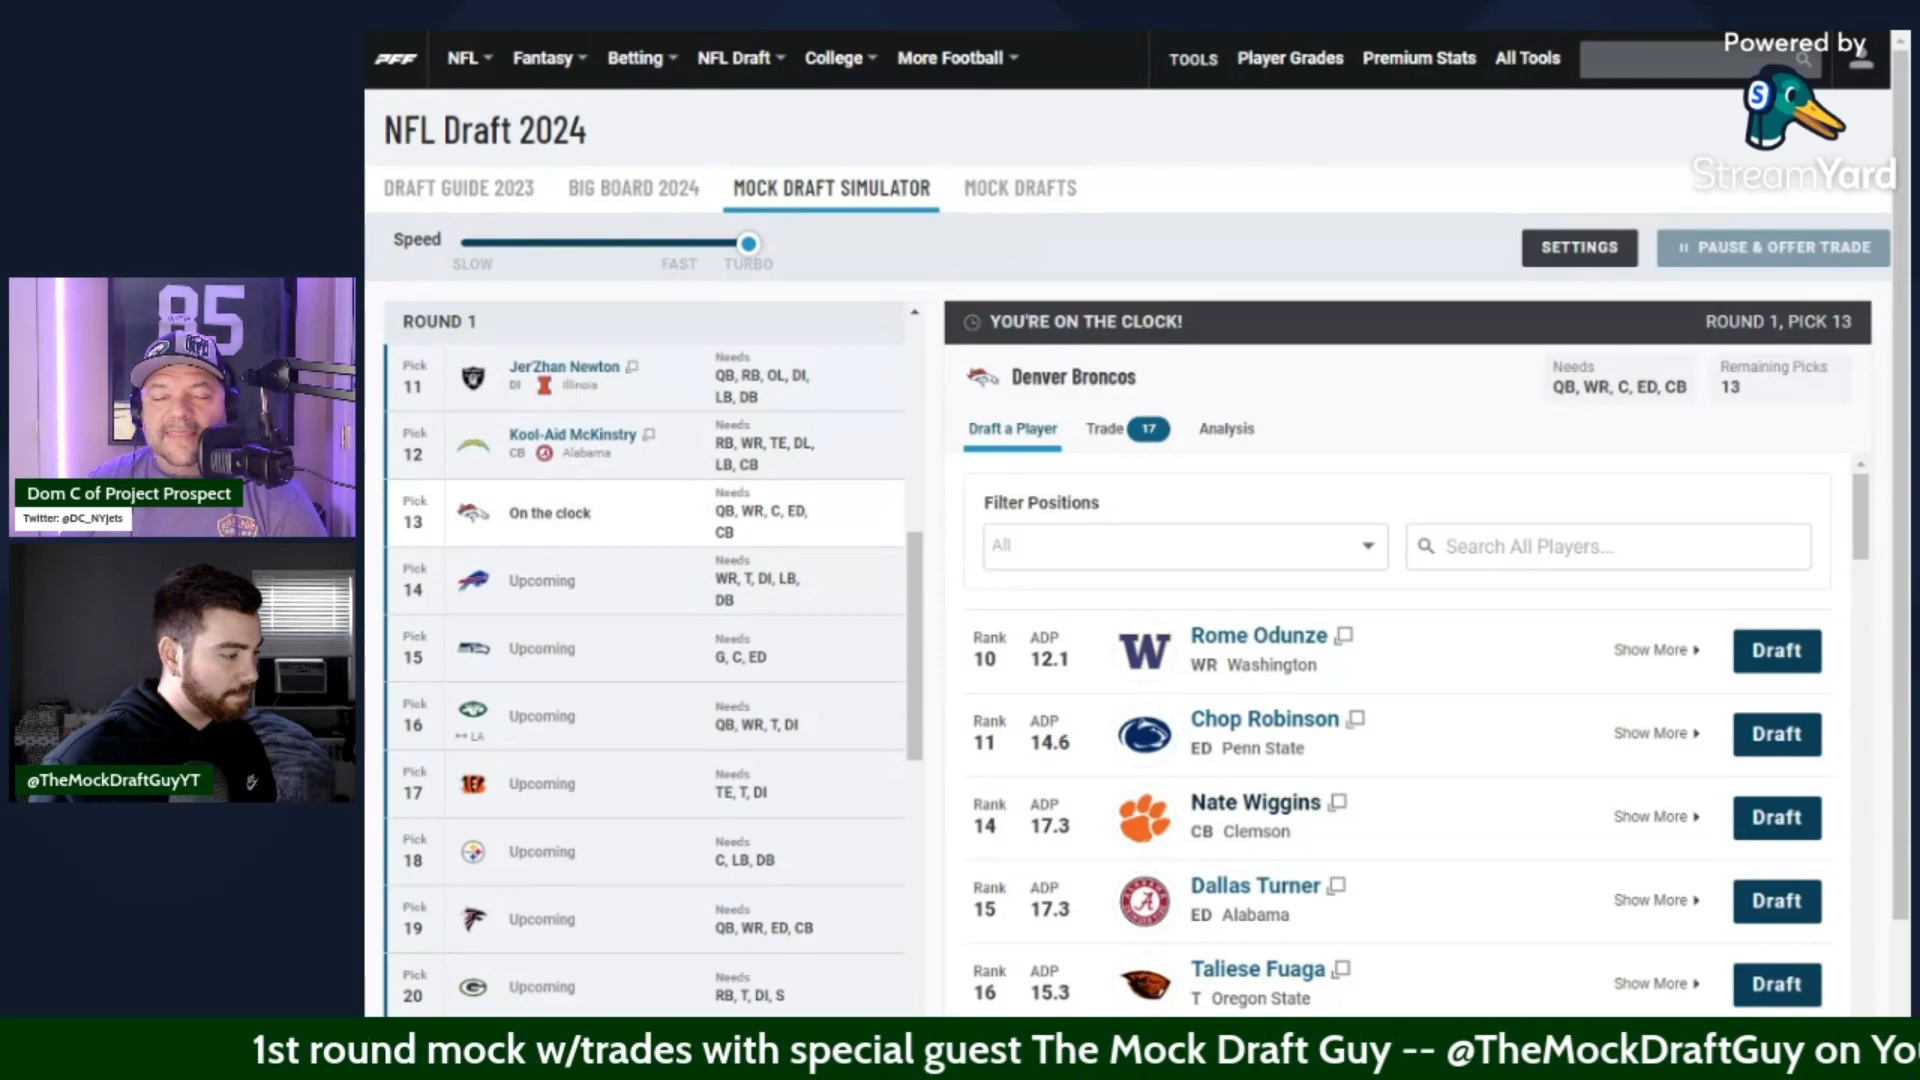 PFF
NFL
Fantasy
Betting
NFL Draft
College
More Football
TOOLS
Player Grades
Premium Stats
All Tools
Powered by
S
StreamYard
NFL Draft 2024
DRAFT GUIDE 2023
BIG BOARD 2024
MOCK DRAFT SIMULATOR
MOCK DRAFTS
Speed
SLOW
FAST
TURBO
SETTINGS
PAUSE & OFFER TRADE
85
Dom C of Project Prospect
Twitter: @DC_NYJets
@TheMockDraftGuyYT
ROUND 1
Pick
11
Jer'Zhan Newton
DI Illinois
Needs
QB, RB, OL, DI,
LB, DB
Pick
12
Kool-Aid McKinstry
CB Alabama
Needs
RB, WR, TE, DL,
LB, CB
Pick
13
On the clock
Needs
QB, WR, C, ED,
CB
Pick
14
Upcoming
Needs
WR, T, DI, LB,
DB
Pick
15
Upcoming
Needs
G, C, ED
Pick
16
LA
Upcoming
Needs
QB, WR, T, DI
Pick
17
Upcoming
Needs
TE, T, DI
Pick
18
Upcoming
Needs
C, LB, DB
Pick
19
Upcoming
Needs
QB, WR, ED, CB
Pick
20
Upcoming
Needs
RB, T, DI, S
YOU'RE ON THE CLOCK!
ROUND 1, PICK 13
Denver Broncos
Needs
QB, WR, C, ED, CB
Remaining Picks
13
Draft a Player
Trade 17
Analysis
Filter Positions
All
Search All Players...
Rank
10
ADP
12.1
W
Rome Odunze
WR Washington
Show More
Draft
Rank
11
ADP
14.6
Chop Robinson
ED Penn State
Show More
Draft
Rank
14
ADP
17.3
Nate Wiggins
CB Clemson
Show More
Draft
Rank
15
ADP
17.3
Dallas Turner
ED Alabama
Show More
Draft
Rank
16
ADP
15.3
Taliese Fuaga
T Oregon State
Show More
Draft
1st round mock w/trades with special guest The Mock Draft Guy -- @TheMockDraftGuy on Yo